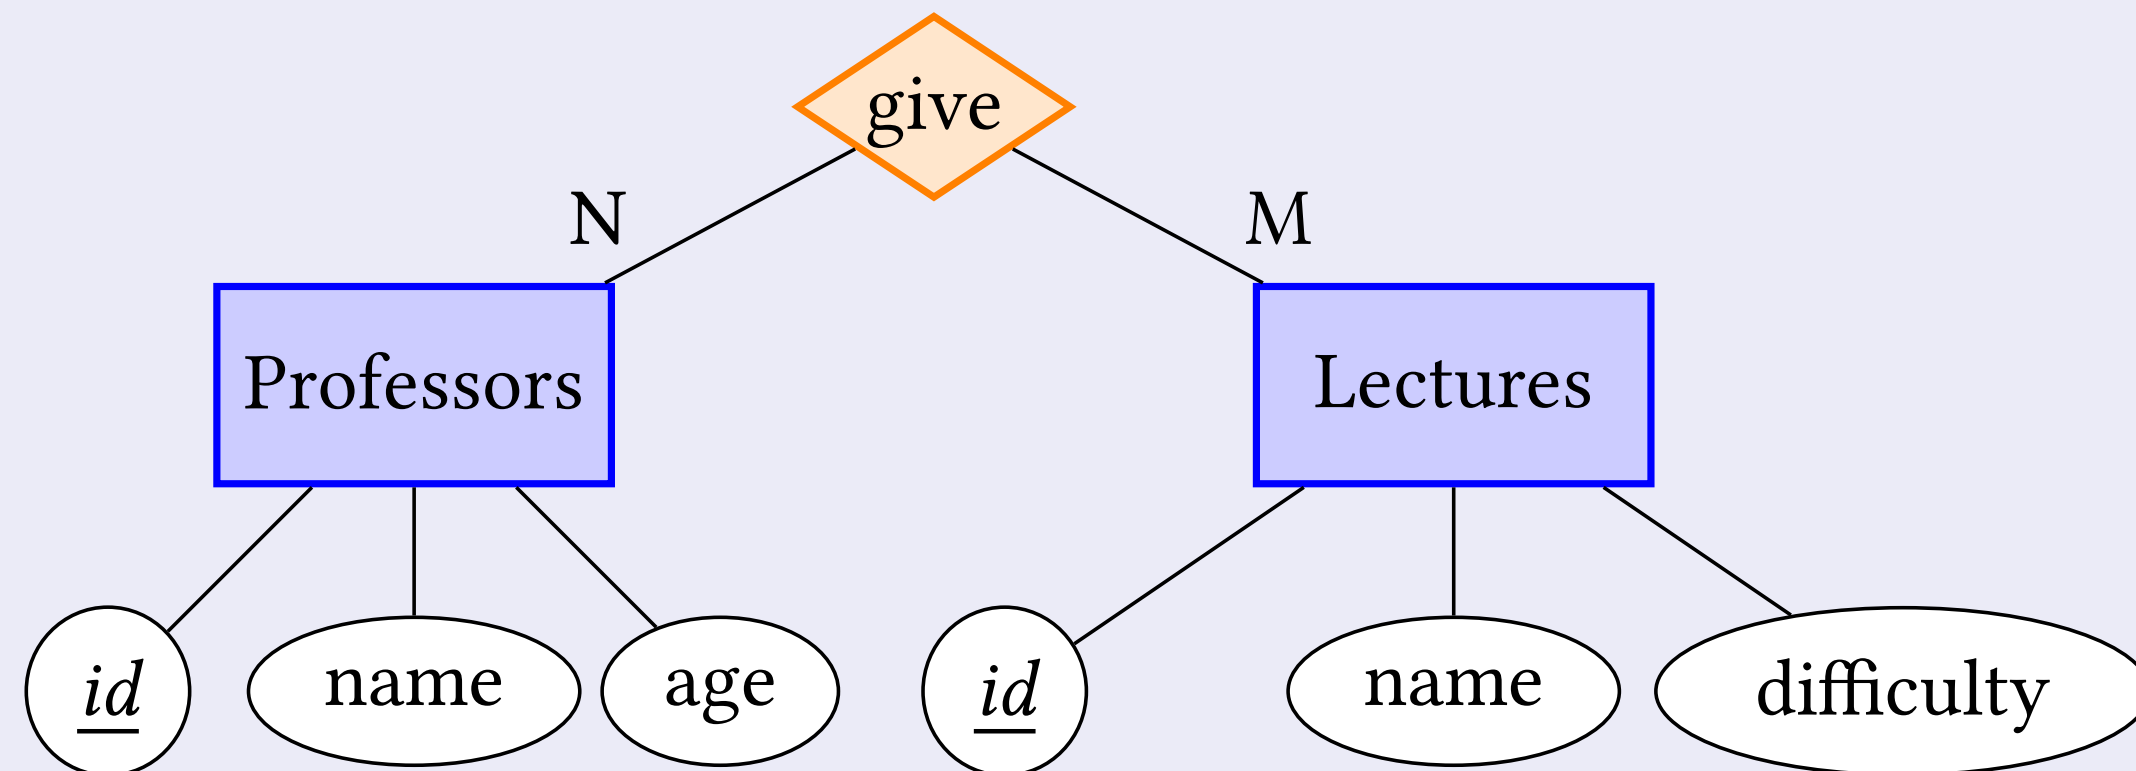 give
N
M
Professors
Lectures
id
name
age
id
name
difficulty